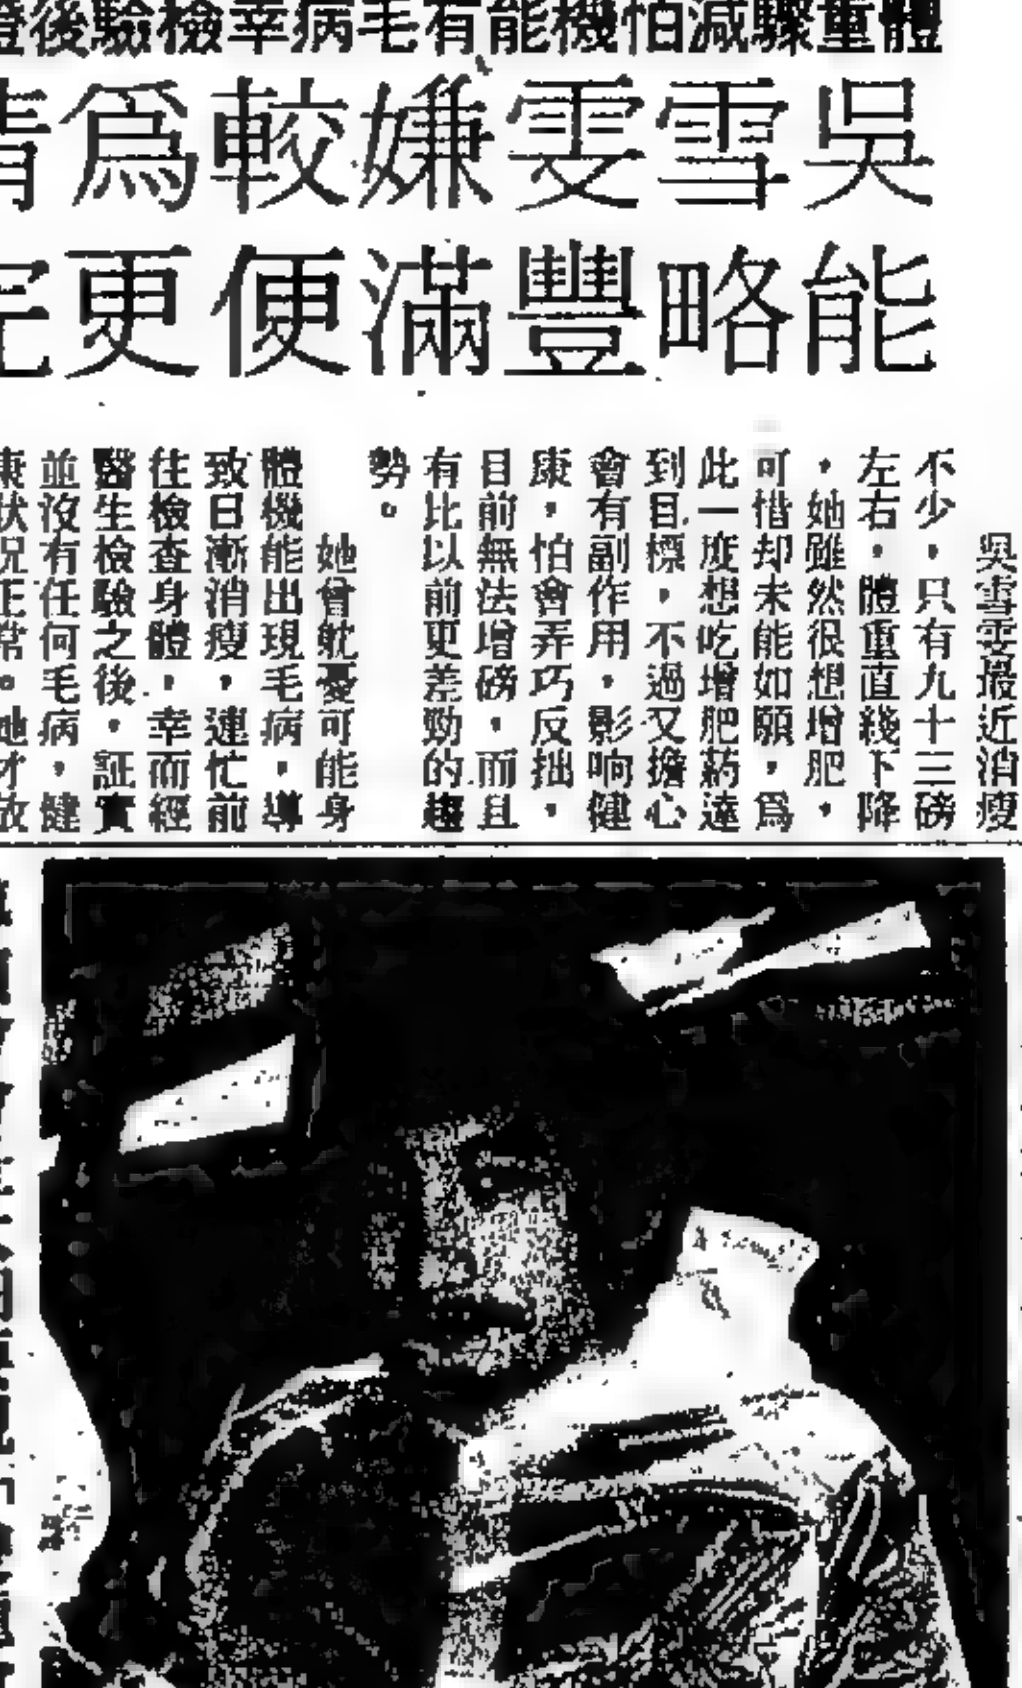 體重驟減怕機能有毛病幸檢驗後證
吳雪雯嫌較為清
能略豐滿便更完
吳雪雯最近消瘦
不少，只有九十三磅
左右，體重直綫下降
，她雖然很想增肥，
可惜却未能如願，爲
此一度想吃增肥葯達
到目標，不過又擔心
會有副作用，影响健
康，怕會弄巧反拙，
目前無法增磅，而且
有比以前更差勁的趨
勢。
她曾躭憂可能身
體機能出現毛病，導
致日漸消瘦，連忙前
往檢查身體，幸而經
醫生檢驗之後，証實
並沒有任何毛病，健
康狀況正常。她才放